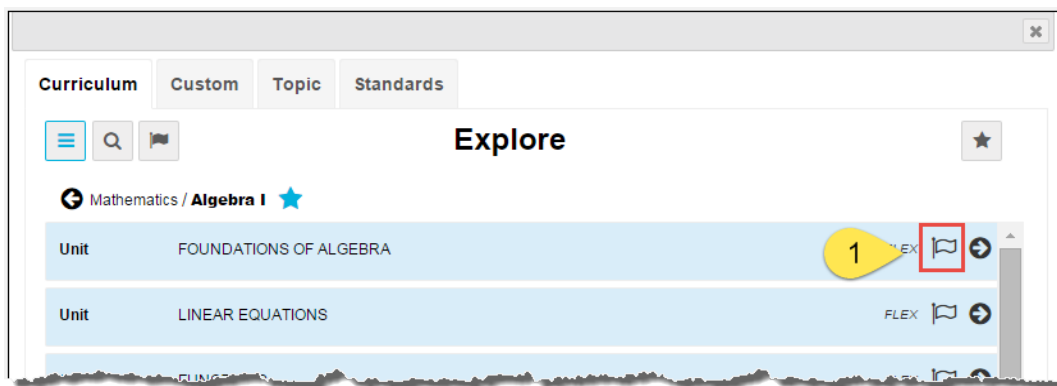 Curriculum Custom Topic Standards
Explore
Mathematics / Algebra I
Unit FOUNDATIONS OF ALGEBRA 1
Unit LINEAR EQUATIONS FLEX